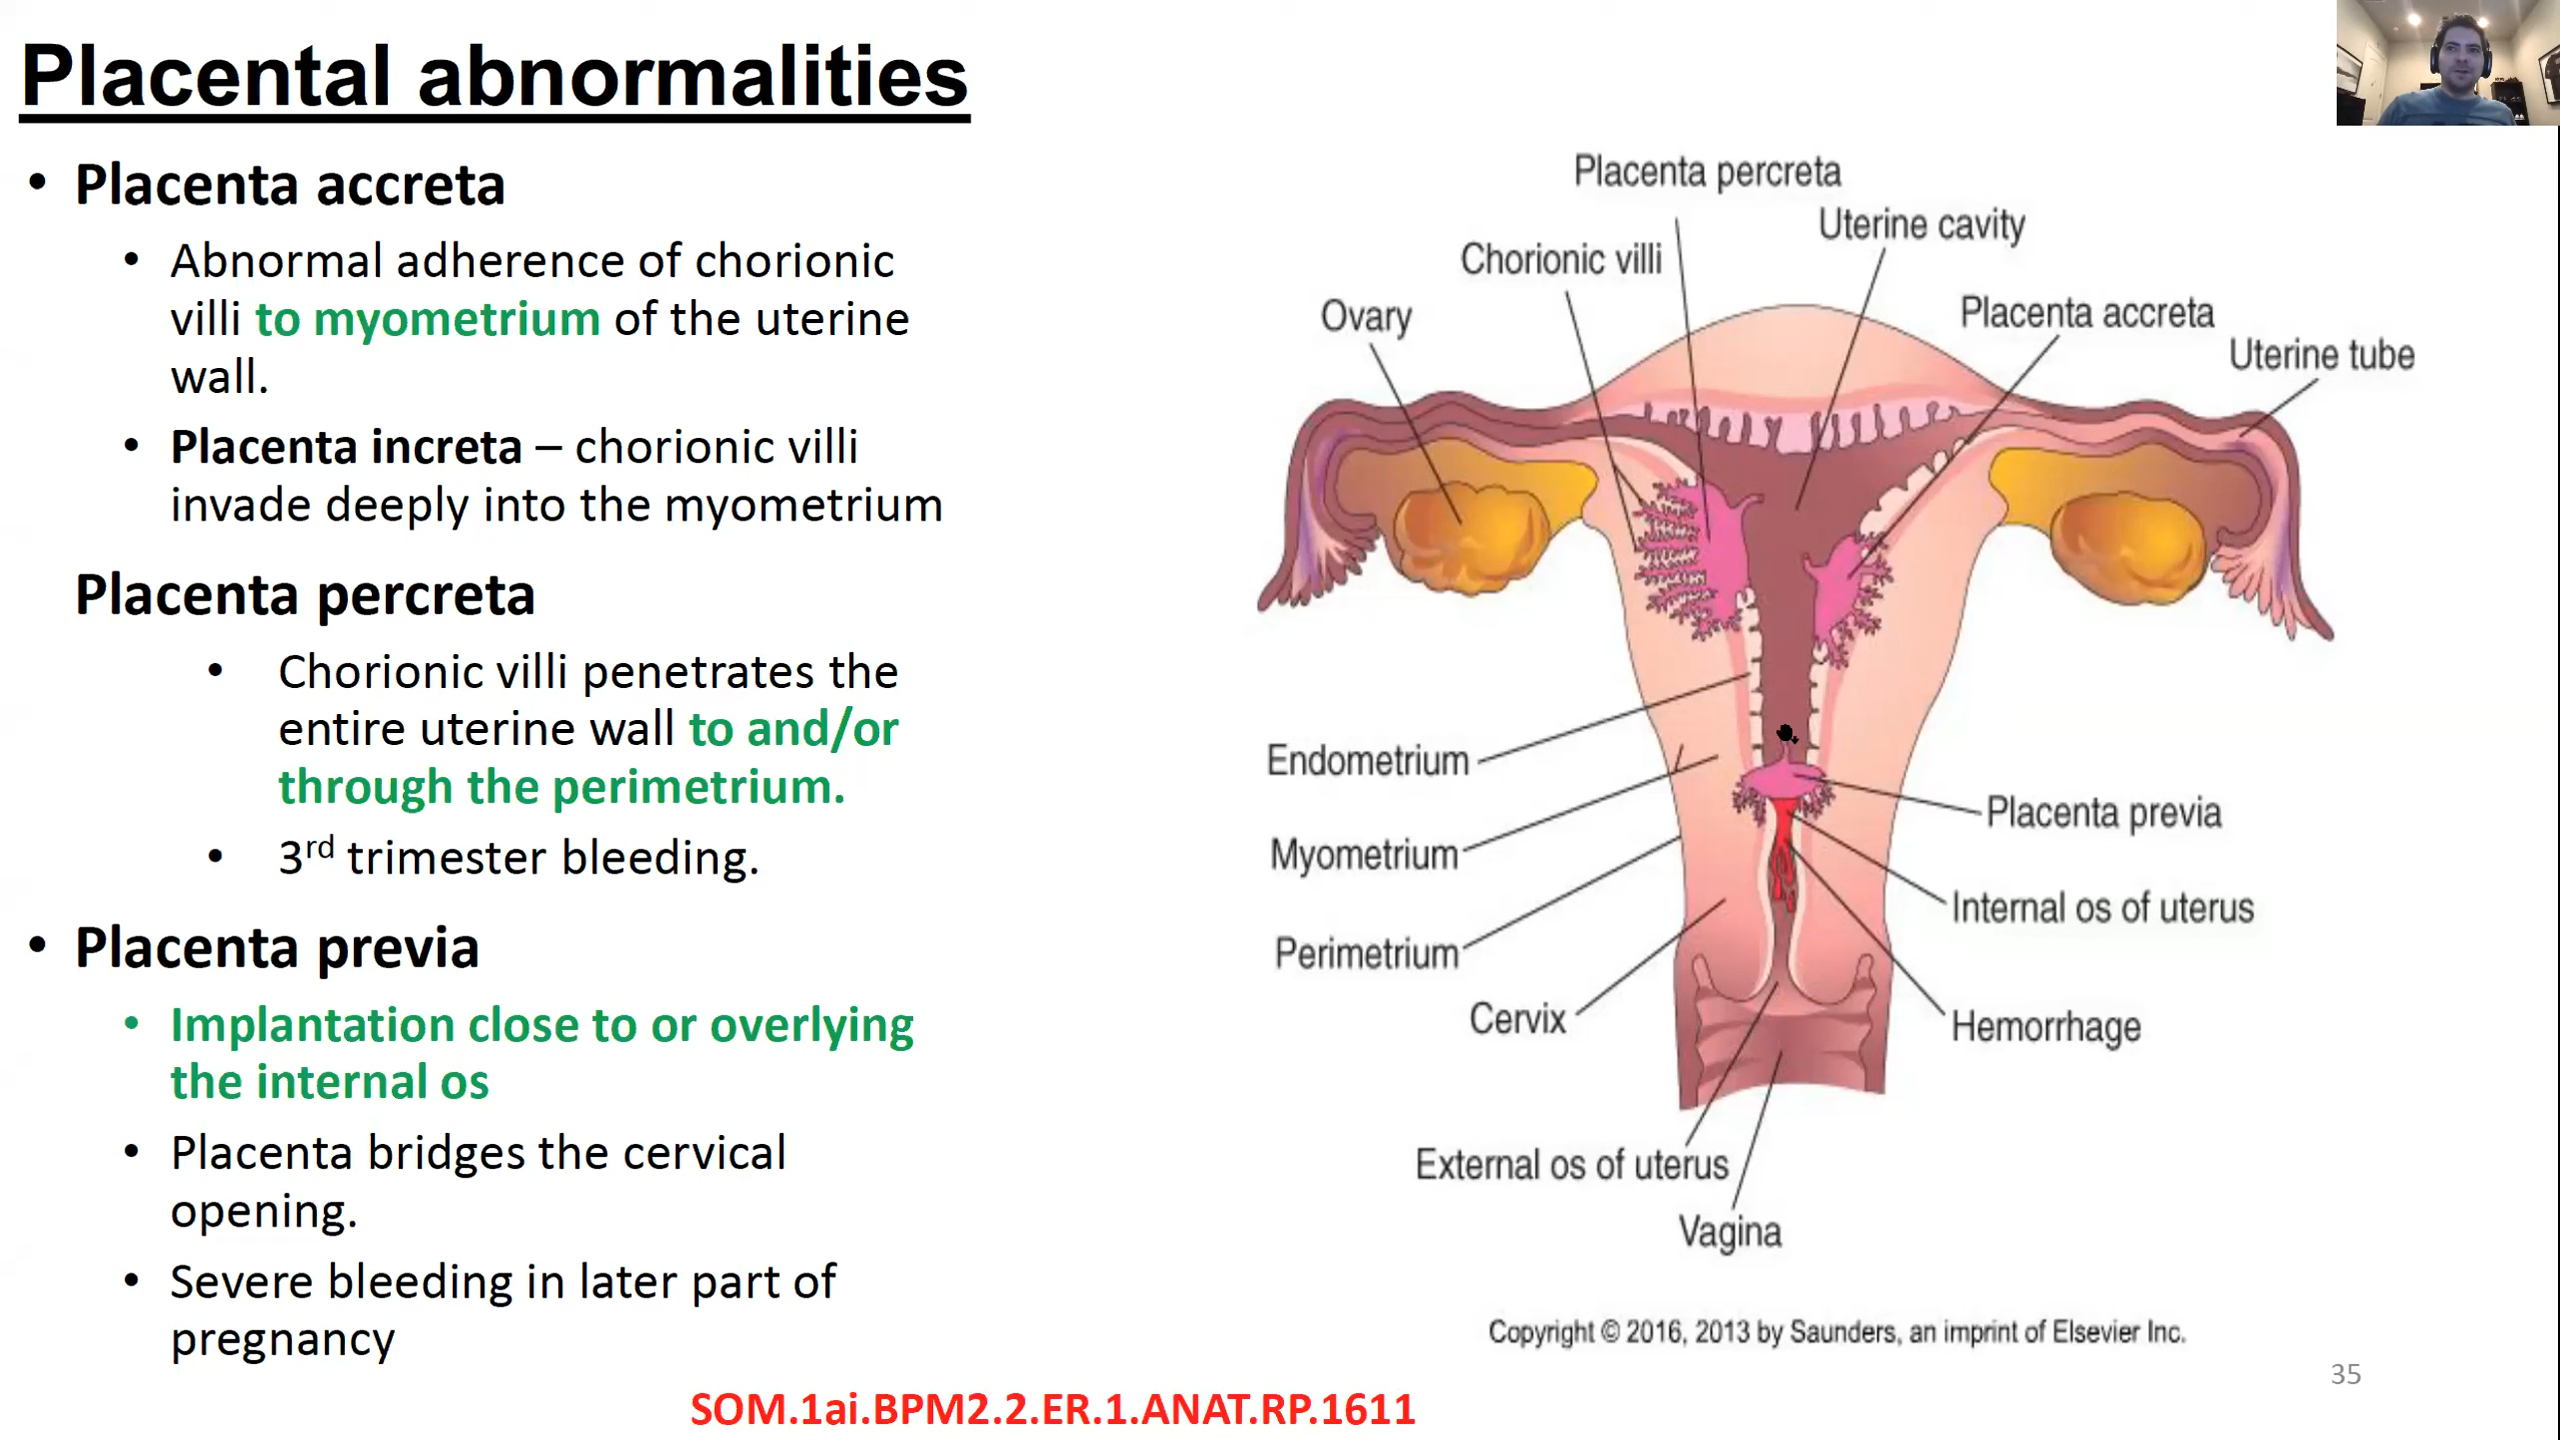 Placental abnormalities
• Placenta accreta
• Abnormal adherence of chorionic
villi to myometrium of the uterine
wall.
• Placenta increta – chorionic villi
invade deeply into the myometrium
Placenta percreta
• Chorionic villi penetrates the
entire uterine wall to and/or
through the perimetrium.
• 3rd trimester bleeding.
• Placenta previa
• Implantation close to or overlying
the internal os
• Placenta bridges the cervical
opening.
• Severe bleeding in later part of
pregnancy
Placenta percreta
Uterine cavity
Chorionic villi
Ovary
Placenta accreta
Uterine tube
Endometrium
Myometrium
Perimetrium
Cervix
Placenta previa
Internal os of uterus
Hemorrhage
External os of uterus
Vagina
Copyright © 2016, 2013 by Saunders, an imprint of Elsevier Inc.
35
SOM.1ai.BPM2.2.ER.1.ANAT.RP.1611